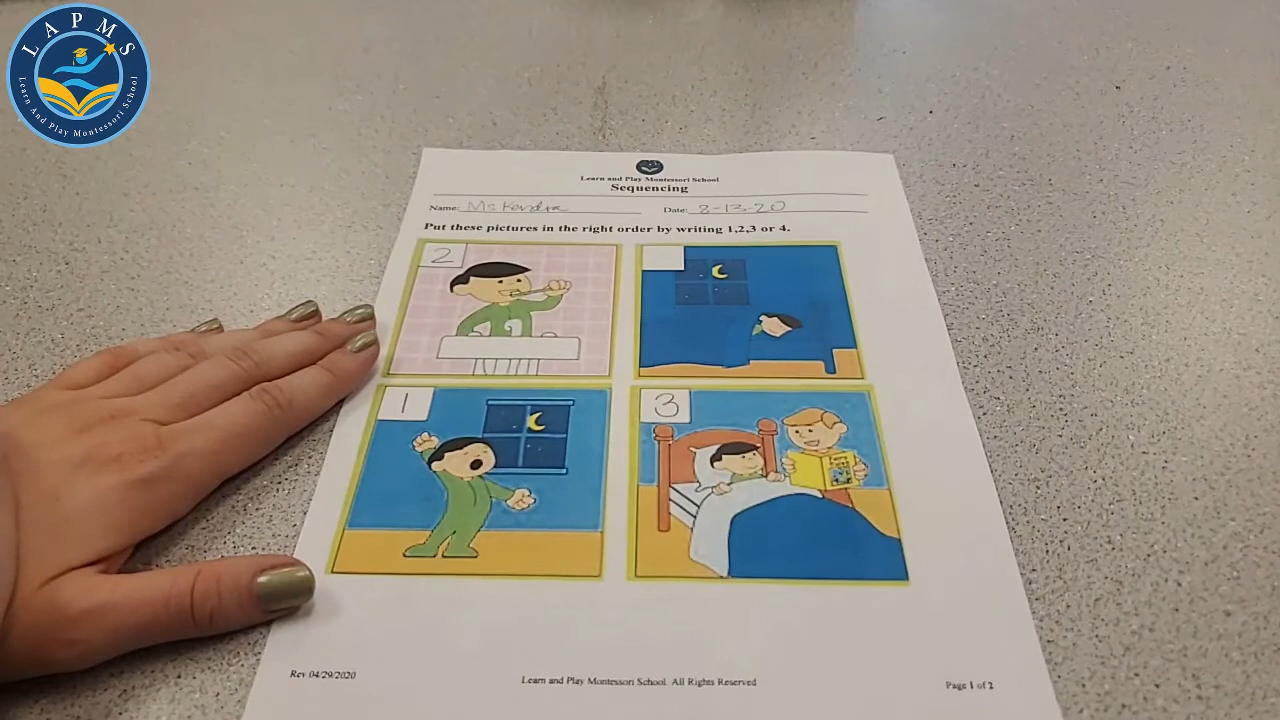 LAPMS
Learn And Play Montessori School
Learn and Play Montessori School
Sequencing
Name: Ms Kendra Date: 8-13-20
Put these pictures in the right order by writing 1,2,3 or 4.
2
1 3
Rev 04/29/2020 Learn and Play Montessori School. All Rights Reserved Page 1 of 2